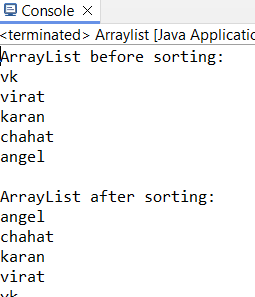 Console
<terminated> Arraylist [Java Applicatio
ArrayList before sorting:
vk
virat
karan
chahat
angel

ArrayList after sorting:
angel
chahat
karan
virat
vk